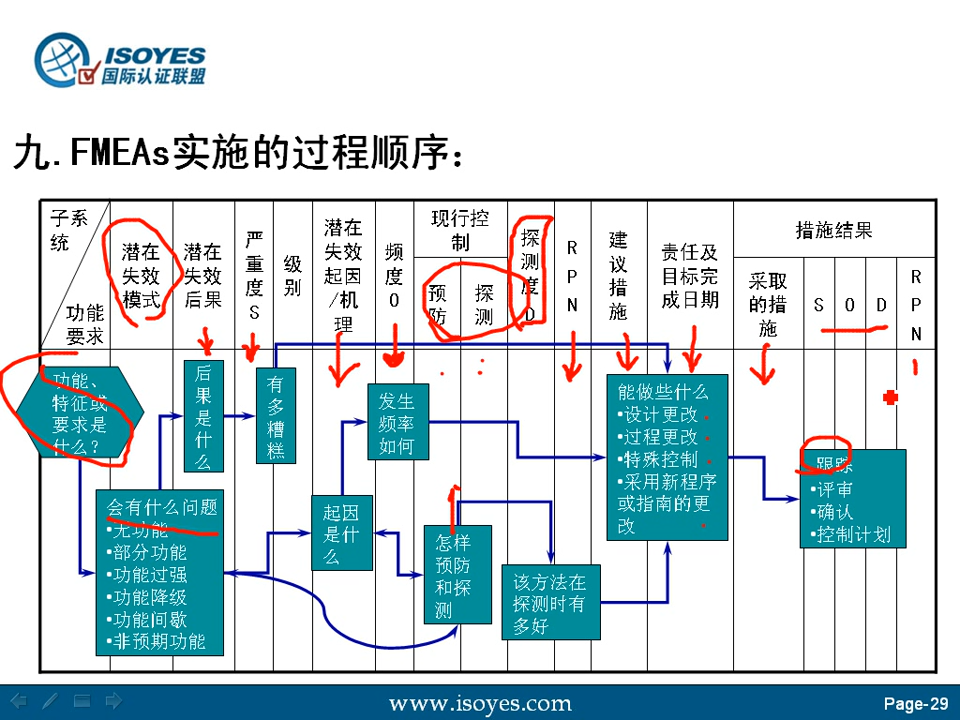 ISOYES
国际认证联盟
九.FMEAs实施的过程顺序：
子系
统
功能
要求
潜在
失效
模式
潜在
失效
后果
严
重
度
S
级
别
潜在
失效
起因
/机
理
频
度
O
现行控
制
预
防
探
测
探
测
度
D
R
P
N
建
议
措
施
责任及
目标完
成日期
措施结果
采取
的措
施
S
O
D
R
P
N
功能、
特征或
要求是
什么?
会有什么问题
•无功能
•部分功能
•功能过强
•功能降级
•功能间歇
•非预期功能
后
果
是
什
么
有
多
糟
糕
起因
是什
么
发生
频率
如何
怎样
预防
和探
测
该方法在
探测时有
多好
能做些什么
•设计更改
•过程更改
•特殊控制
•采用新程序
或指南的更
改
跟踪
•评审
•确认
•控制计划
www.isoyes.com
Page-29